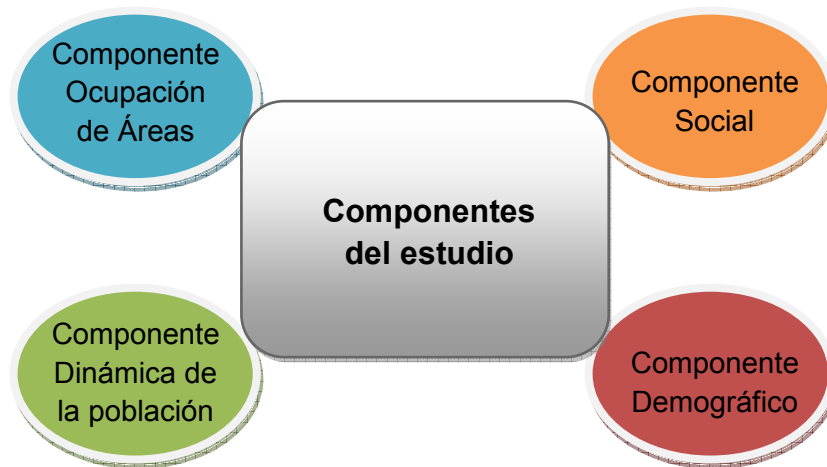 Componente
Ocupación
de Áreas
Componente
Social
Componentes
del estudio
Componente
Dinámica de
la población
Componente
Demográfico